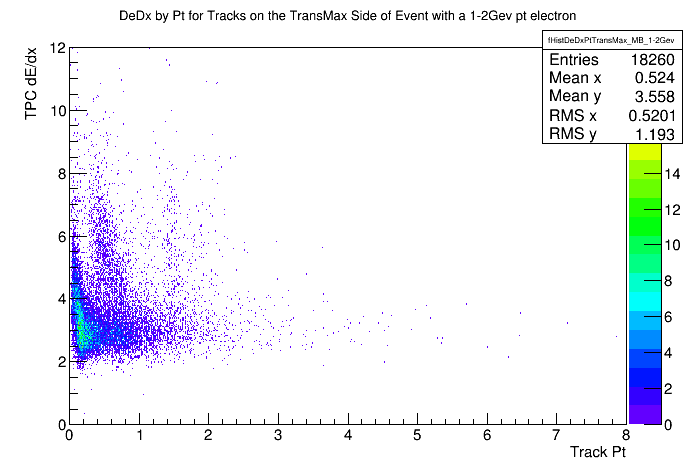 DeDx by Pt for Tracks on the TransMax Side of Event with a 1-2Gev pt electron
fHistDeDxPtTransMax_MB_1-2Gev
Entries 18260
Mean x 0.524
Mean y 3.558
RMS x 0.5201
RMS y 1.193
TPC dE/dx
12
10
8
6
4
2
0
0 1 2 3 4 5 6 7 8
Track Pt
14
12
10
8
6
4
2
0